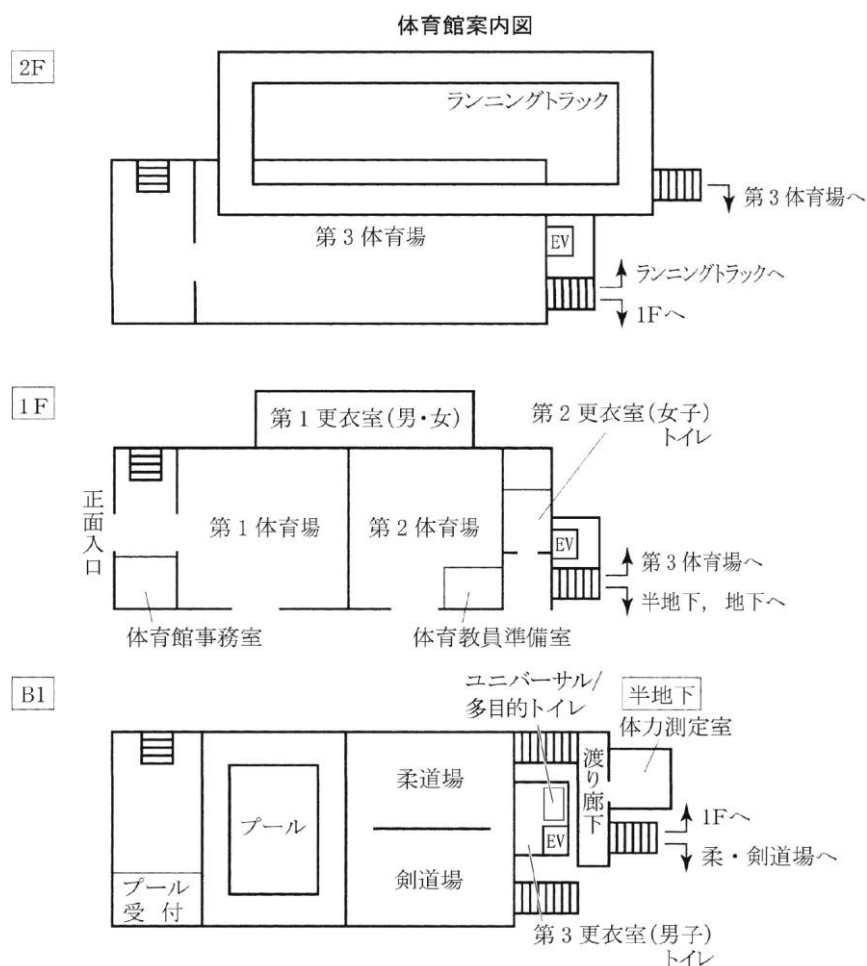 体育館案内図
2F
ランニングトラック
第3体育場へ
第3体育場
EV
ランニングトラックへ
1Fへ
1F
第1更衣室(男・女)
第2更衣室(女子)
トイレ
正面入口
第1体育場
第2体育場
EV
第3体育場へ
半地下，地下へ
体育館事務室
体育教員準備室
B1
ユニバーサル/
多目的トイレ
半地下
体力測定室
渡り廊下
柔道場
プール
EV
1Fへ
柔・剣道場へ
剣道場
プール
受付
第3更衣室(男子)
トイレ